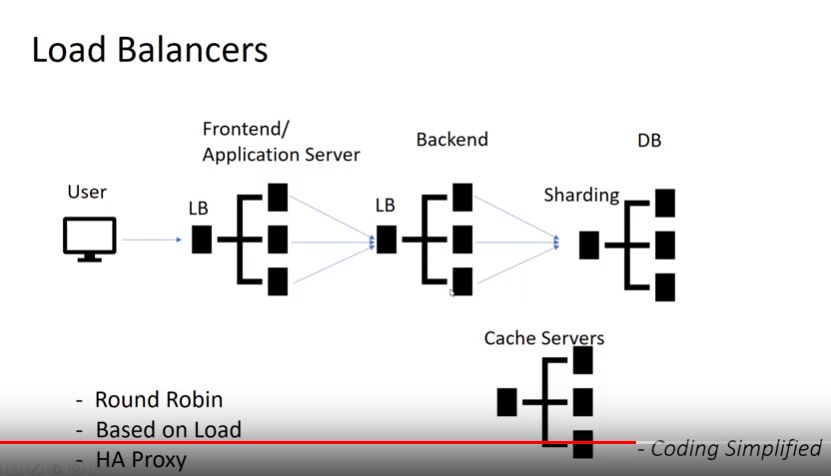 Load Balancers
Frontend/
Application Server
Backend
DB
User
LB
LB
Sharding
Cache Servers
- Round Robin
- Based on Load
- HA Proxy
- Coding Simplified